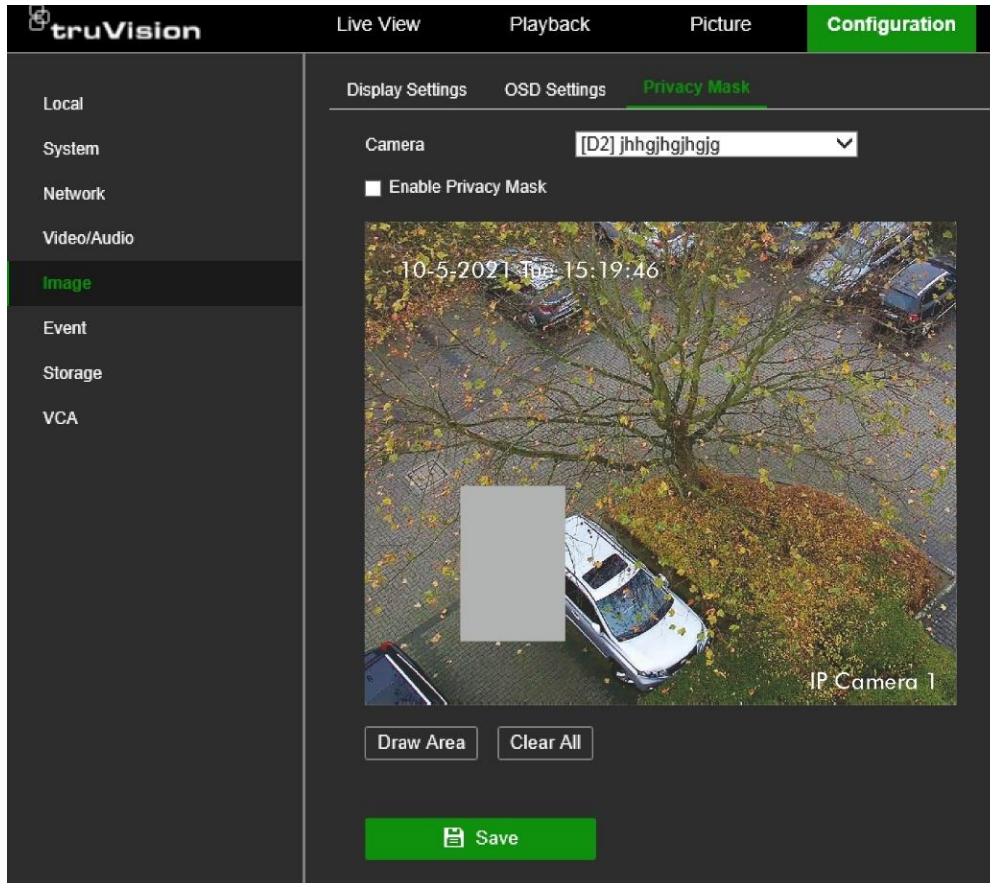 truVision
Live View Playback Picture Configuration
Display Settings OSD Settings Privacy Mask
Local
System
Network
Video/Audio
Image
Event
Storage
VCA
Camera [D2] jhhgjhgjhgjg
Enable Privacy Mask
10-5-2021 Tue 15:19:46
IP Camera 1
Draw Area Clear All
Save